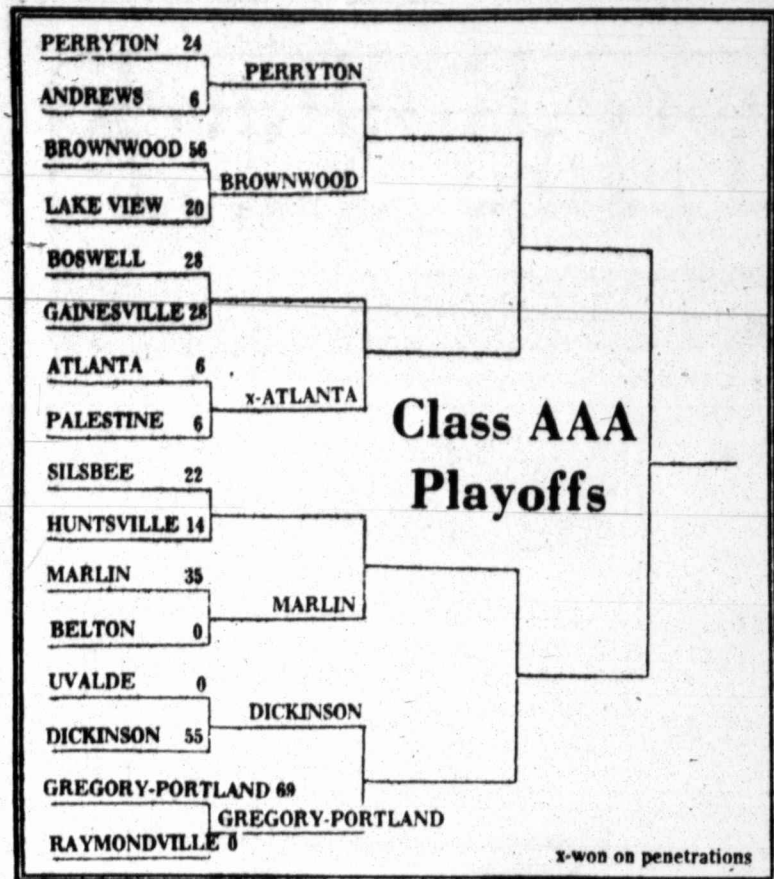 PERRYTON 24
PERRYTON
ANDREWS 6
BROWNWOOD 56
BROWNWOOD
LAKE VIEW 20
BOSWELL 28
GAINESVILLE 28
ATLANTA 6
x-ATLANTA
PALESTINE 6
Class AAA
Playoffs
SILSBEE 22
HUNTSVILLE 14
MARLIN 35
MARLIN
BELTON 0
UVALDE 0
DICKINSON
DICKINSON 55
GREGORY-PORTLAND 69
GREGORY-PORTLAND
RAYMONDVILLE 0
x-won on penetrations